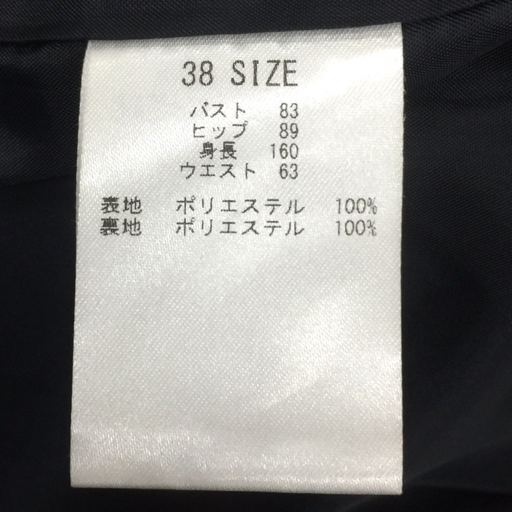 38 SIZE
バスト 83
ヒップ 89
身長 160
ウエスト 63
表地 ポリエステル 100%
裏地 ポリエステル 100%